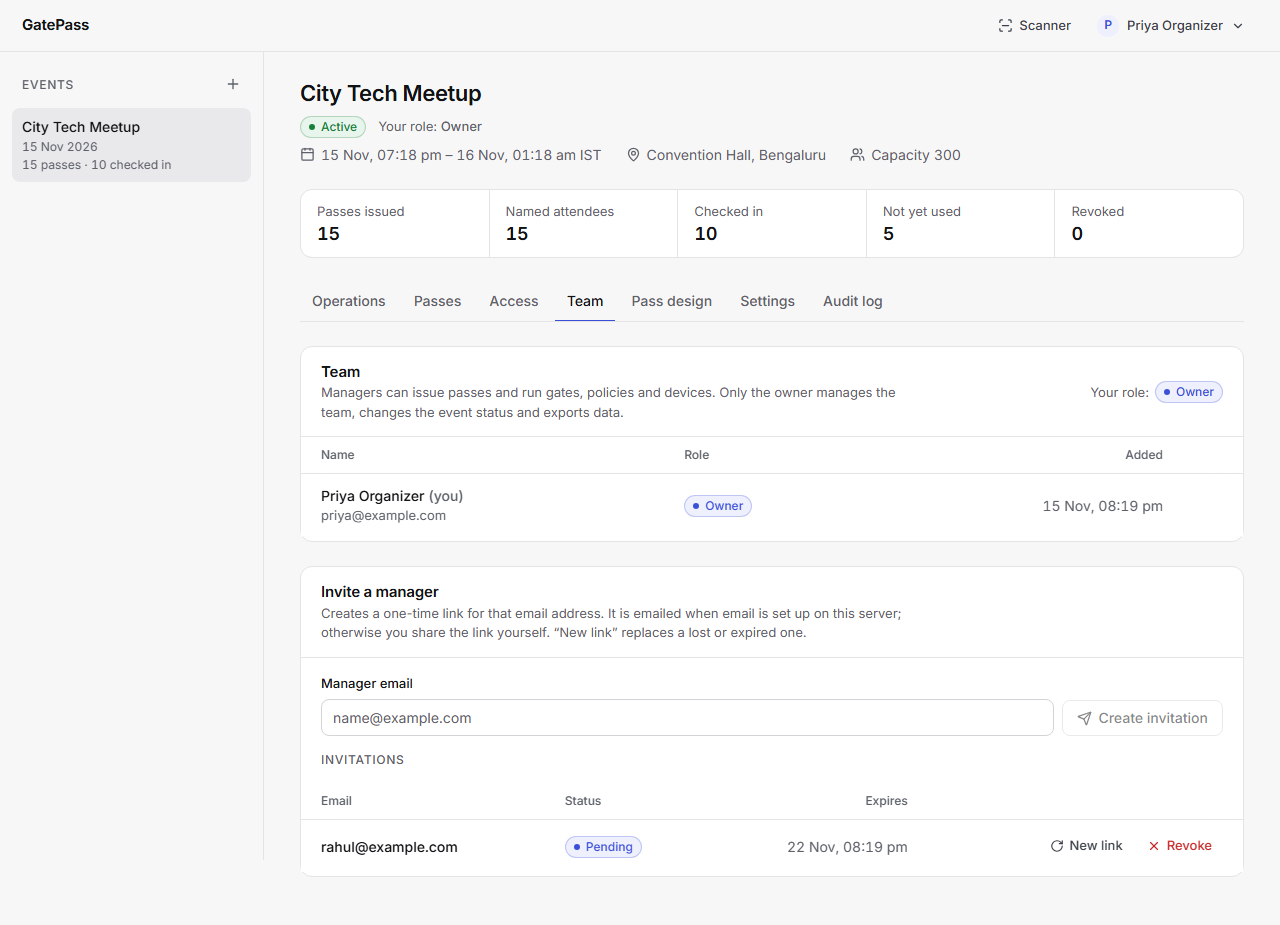 GatePass
Scanner
P
Priya Organizer
EVENTS
City Tech Meetup
15 Nov 2026
15 passes · 10 checked in
City Tech Meetup
Active
Your role: Owner
15 Nov, 07:18 pm – 16 Nov, 01:18 am IST
Convention Hall, Bengaluru
Capacity 300
Passes issued
15
Named attendees
15
Checked in
10
Not yet used
5
Revoked
0
Operations
Passes
Access
Team
Pass design
Settings
Audit log
Team
Managers can issue passes and run gates, policies and devices. Only the owner manages the
team, changes the event status and exports data.
Your role: Owner
Name
Role
Added
Priya Organizer (you)
priya@example.com
Owner
15 Nov, 08:19 pm
Invite a manager
Creates a one-time link for that email address. It is emailed when email is set up on this server;
otherwise you share the link yourself. “New link” replaces a lost or expired one.
Manager email
name@example.com
Create invitation
INVITATIONS
Email
Status
Expires
rahul@example.com
Pending
22 Nov, 08:19 pm
New link
Revoke